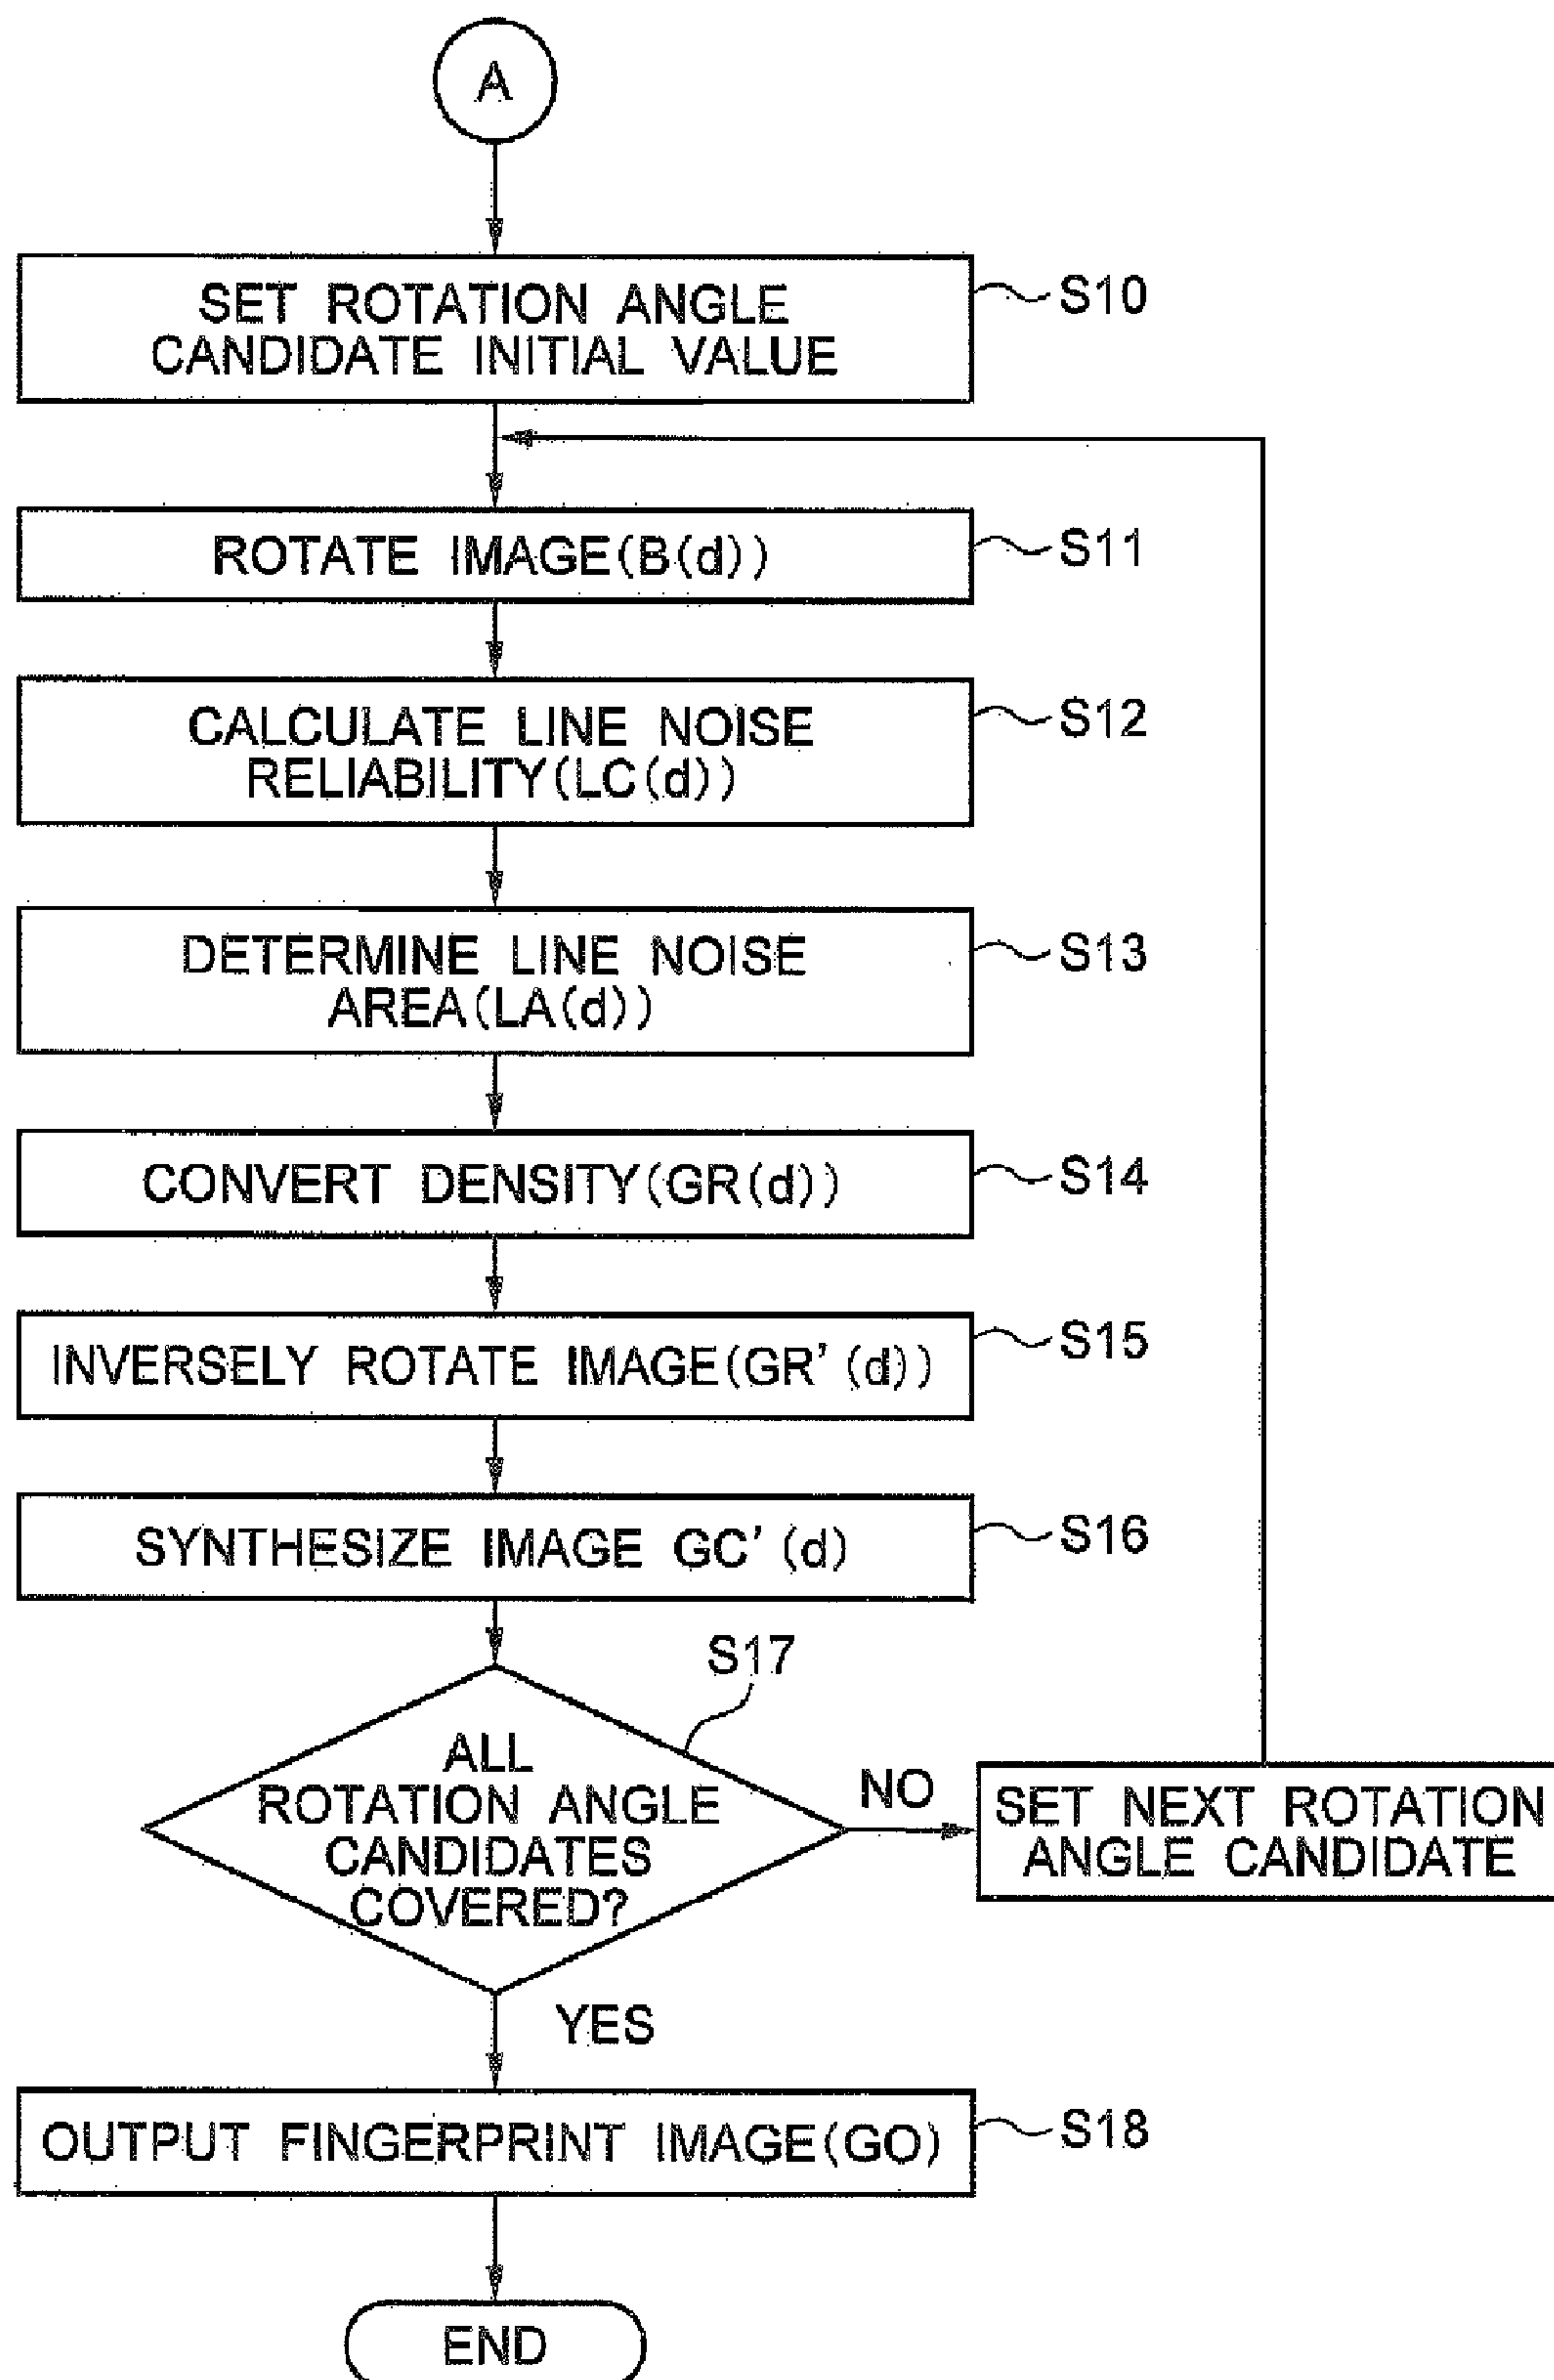 A
SET ROTATION ANGLE
CANDIDATE INITIAL VALUE
S10
ROTATE IMAGE(B(d))
S11
CALCULATE LINE NOISE
RELIABILITY(LC(d))
S12
DETERMINE LINE NOISE
AREA(LA(d))
S13
CONVERT DENSITY(GR(d))
S14
INVERSELY ROTATE IMAGE(GR'(d))
S15
SYNTHESIZE IMAGE GC'(d)
S16
S17
ALL
ROTATION ANGLE
CANDIDATES
COVERED?
NO
SET NEXT ROTATION
ANGLE CANDIDATE
YES
OUTPUT FINGERPRINT IMAGE(GO)
S18
END